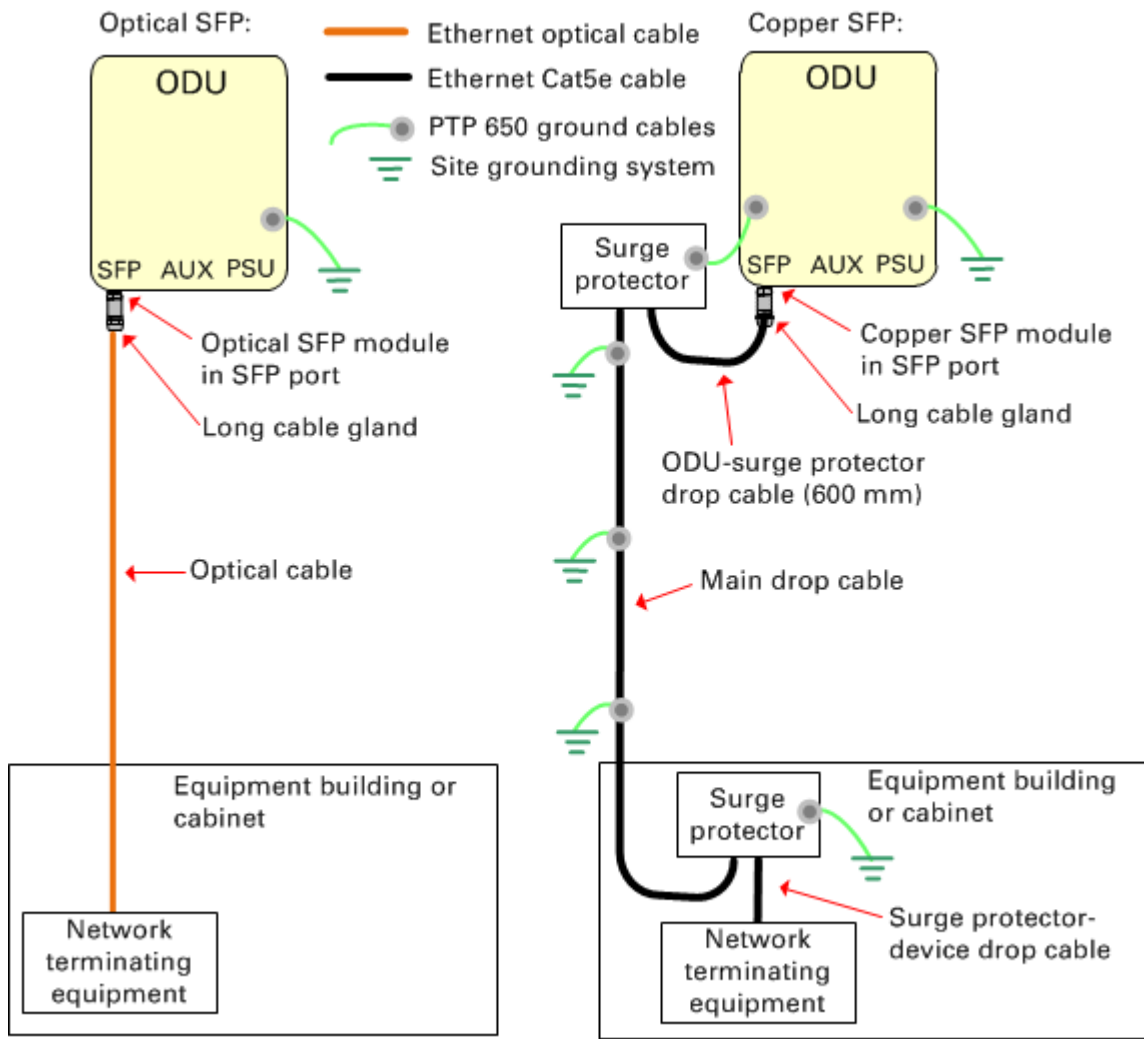 Optical SFP:
Ethernet optical cable
Copper SFP:
Ethernet Cat5e cable
PTP 650 ground cables
Site grounding system
ODU
SFP AUX PSU
Optical SFP module
in SFP port
Long cable gland
Optical cable
Equipment building or
cabinet
Network
terminating
equipment
ODU
Surge
protector
SFP AUX PSU
Copper SFP module
in SFP port
Long cable gland
ODU-surge protector
drop cable (600 mm)
Main drop cable
Surge
protector
Equipment building
or cabinet
Surge protector-
device drop cable
Network
terminating
equipment